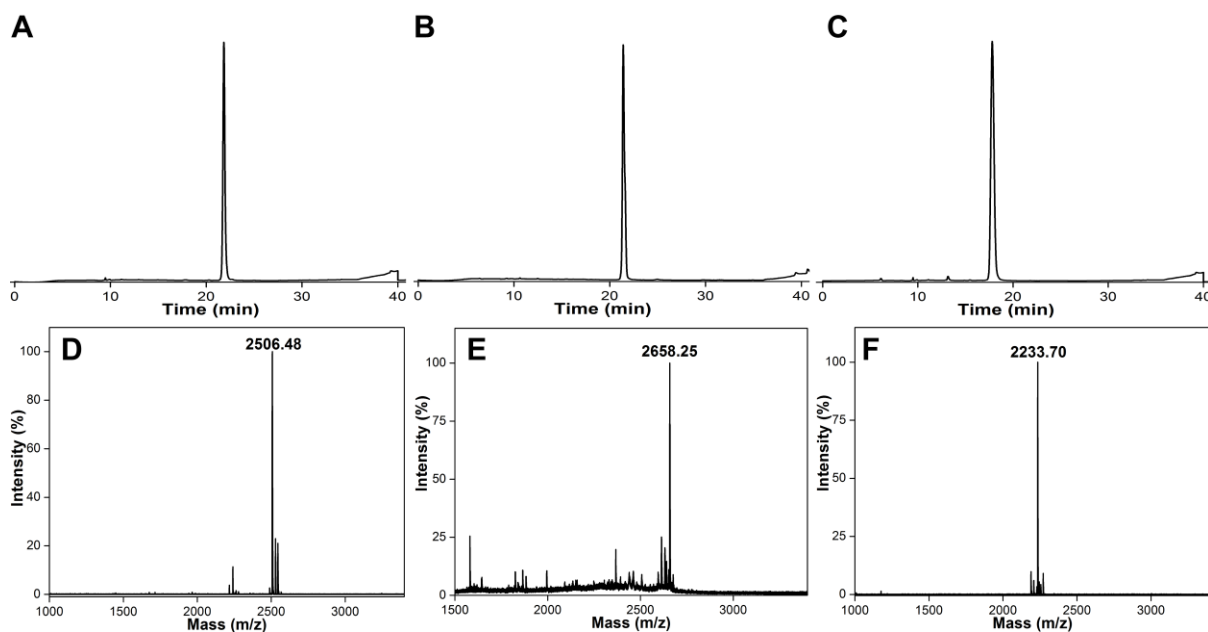 A
B
C
0 10 20 30 40
Time (min)
0 10 20 30 40
Time (min)
0 10 20 30 40
Time (min)
D
2506.48
100
80
60
40
20
0
Intensity (%)
1000 1500 2000 2500 3000
Mass (m/z)
E
2658.25
100
75
50
25
0
Intensity (%)
1500 2000 2500 3000
Mass (m/z)
F
2233.70
100
75
50
25
0
Intensity (%)
1000 1500 2000 2500 3000
Mass (m/z)